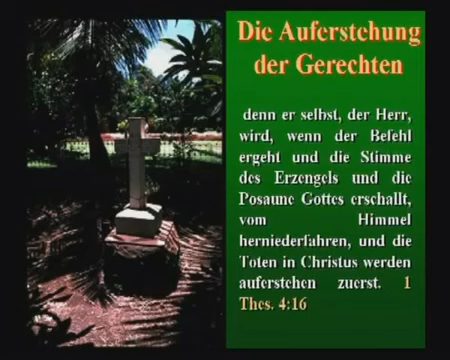 Die Auferstehung
der Gerechten
denn er selbst, der Herr,
wird, wenn der Befehl
ergeht und die Stimme
des Erzengels und die
Posaune Gottes erschallt,
vom Himmel
herniederfahren, und die
Toten in Christus werden
auferstehen zuerst. 1
Thes. 4:16